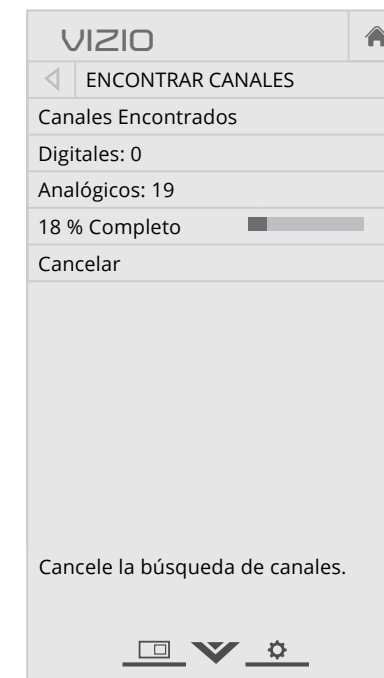 VIZIO
ENCONTRAR CANALES
Canales Encontrados
Digitales: 0
Analógicos: 19
18 % Completo
Cancelar
Cancele la búsqueda de canales.